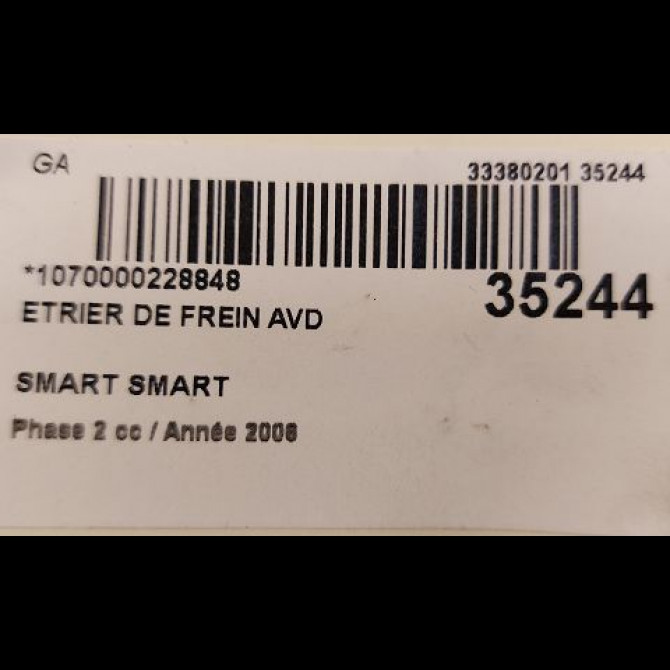 GA
33380201 35244
*1070000228848
35244
ETRIER DE FREIN AVD
SMART SMART
Phase 2 cc / Année 2006